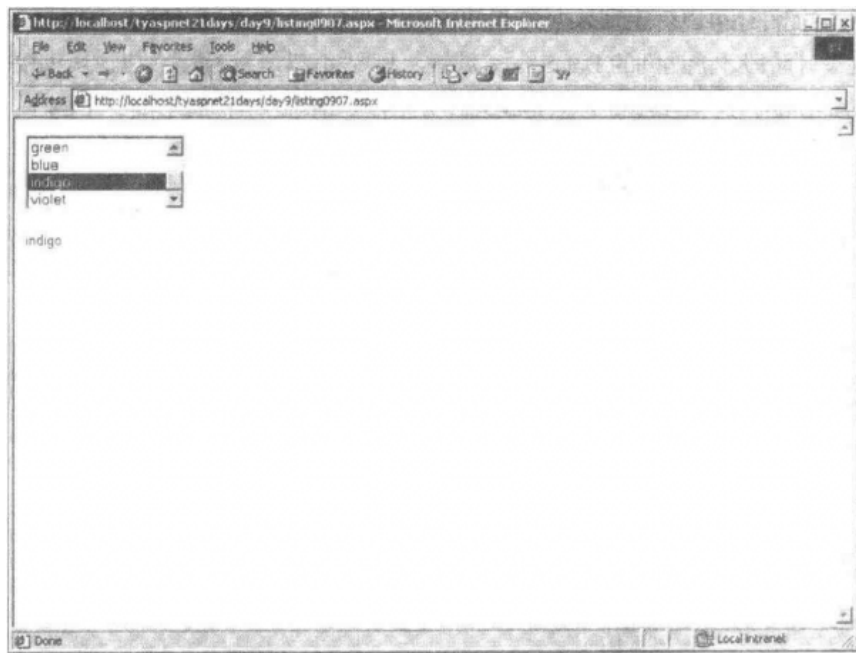 http://localhost/tyaspnet21days/day9/listing0907.aspx - Microsoft Internet Explorer
File Edit View Favorites Tools Help
Back Search Favorites History
Address http://localhost/tyaspnet21days/day9/listing0907.aspx
green
blue
indigo
violet
indigo
Done Local intranet